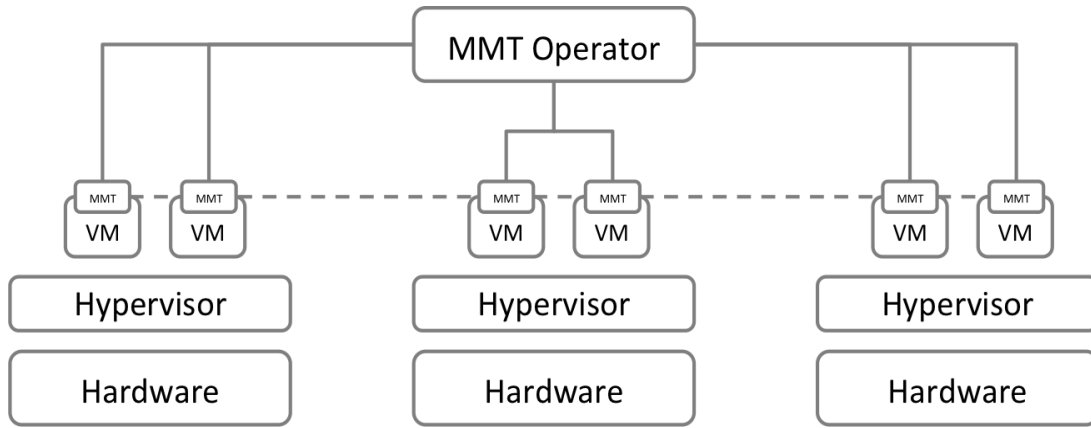 MMT Operator
MMT MMT MMT MMT MMT MMT
VM VM VM VM VM VM
Hypervisor Hypervisor Hypervisor
Hardware Hardware Hardware